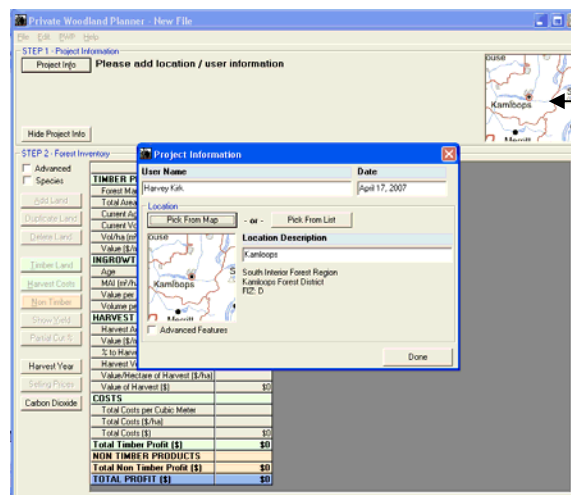 Private Woodland Planner - New File
File Edit PWP Help
STEP 1 - Project Information
Project Info Please add location / user information
Kamloops
Hide Project Info
STEP 2 - Forest Inventory
Advanced
Species
Add Land
Duplicate Land
Delete Land
Timber Land
Harvest Costs
Non Timber
Show Yield
Partial Cut %
Harvest Year
Selling Prices
Carbon Dioxide
TIMBER
Forest
Total Area
Current
Current
Vol/ha
Value
INGROWT
Age
MAI
Value per
Volume
HARVEST
Harvest
Value
% to
Harvest
Value/Hectare of Harvest ($/ha)
Value of Harvest ($) $0
COSTS
Total Costs per Cubic Meter
Total Costs ($/ha)
Total Costs ($) $0
Total Timber Profit ($) $0
NON TIMBER PRODUCTS
Total Non Timber Profit ($) $0
TOTAL PROFIT ($) $0
Project Information
User Name Date
Harvey Kirk April 17, 2007
Location
Pick From Map - or - Pick From List
Location Description
Kamloops
Kamloops
South Interior Forest Region
Kamloops Forest District
FIZ: D
Advanced Features
Done